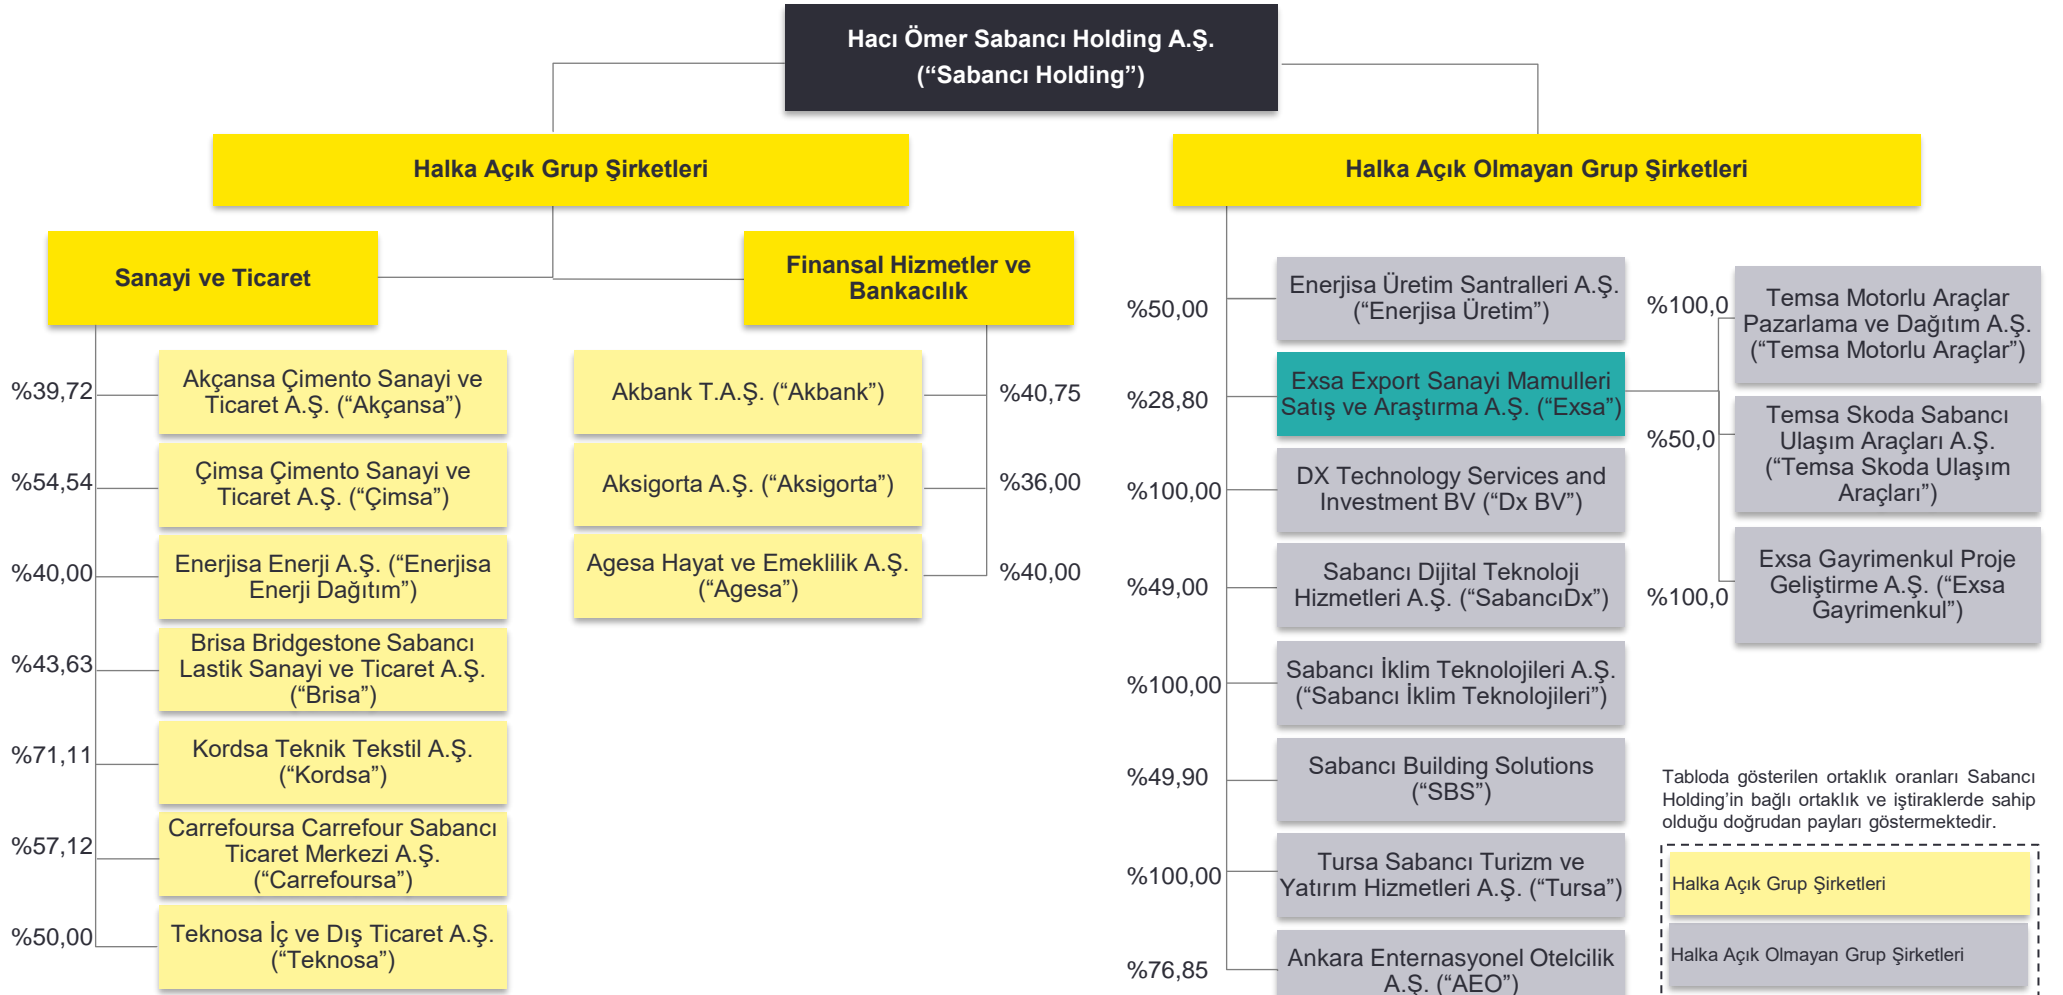 Hacı Ömer Sabancı Holding A.Ş.
(“Sabancı Holding”)
Halka Açık Grup Şirketleri
Halka Açık Olmayan Grup Şirketleri
Sanayi ve Ticaret
Finansal Hizmetler ve
Bankacılık
%39,72
Akçansa Çimento Sanayi ve
Ticaret A.Ş. (“Akçansa”)
%54,54
Çimsa Çimento Sanayi ve
Ticaret A.Ş. (“Çimsa”)
%40,00
Enerjisa Enerji A.Ş. (“Enerjisa
Enerji Dağıtım”)
%43,63
Brisa Bridgestone Sabancı
Lastik Sanayi ve Ticaret A.Ş.
(“Brisa”)
%71,11
Kordsa Teknik Tekstil A.Ş.
(“Kordsa”)
%57,12
Carrefoursa Carrefour Sabancı
Ticaret Merkezi A.Ş.
(“Carrefoursa”)
%50,00
Teknosa İç ve Dış Ticaret A.Ş.
(“Teknosa”)
Akbank T.A.Ş. (“Akbank”)
%40,75
Aksigorta A.Ş. (“Aksigorta”)
%36,00
Agesa Hayat ve Emeklilik A.Ş.
(“Agesa”)
%40,00
%50,00
Enerjisa Üretim Santralleri A.Ş.
(“Enerjisa Üretim”)
%28,80
Exsa Export Sanayi Mamulleri
Satış ve Araştırma A.Ş. (“Exsa”)
%100,00
DX Technology Services and
Investment BV (“Dx BV”)
%49,00
Sabancı Dijital Teknoloji
Hizmetleri A.Ş. (“SabancıDx”)
%100,00
Sabancı İklim Teknolojileri A.Ş.
(“Sabancı İklim Teknolojileri”)
%49,90
Sabancı Building Solutions
(“SBS”)
%100,00
Tursa Sabancı Turizm ve
Yatırım Hizmetleri A.Ş. (“Tursa”)
%76,85
Ankara Enternasyonel Otelcilik
A.Ş. (“AEO”)
%100,0
Temsa Motorlu Araçlar
Pazarlama ve Dağıtım A.Ş.
(“Temsa Motorlu Araçlar”)
%50,0
Temsa Skoda Sabancı
Ulaşım Araçları A.Ş.
(“Temsa Skoda Ulaşım
Araçları”)
%100,0
Exsa Gayrimenkul Proje
Geliştirme A.Ş. (“Exsa
Gayrimenkul”)
Tabloda gösterilen ortaklık oranları Sabancı
Holding’in bağlı ortaklık ve iştiraklerde sahip
olduğu doğrudan payları göstermektedir.
Halka Açık Grup Şirketleri
Halka Açık Olmayan Grup Şirketleri